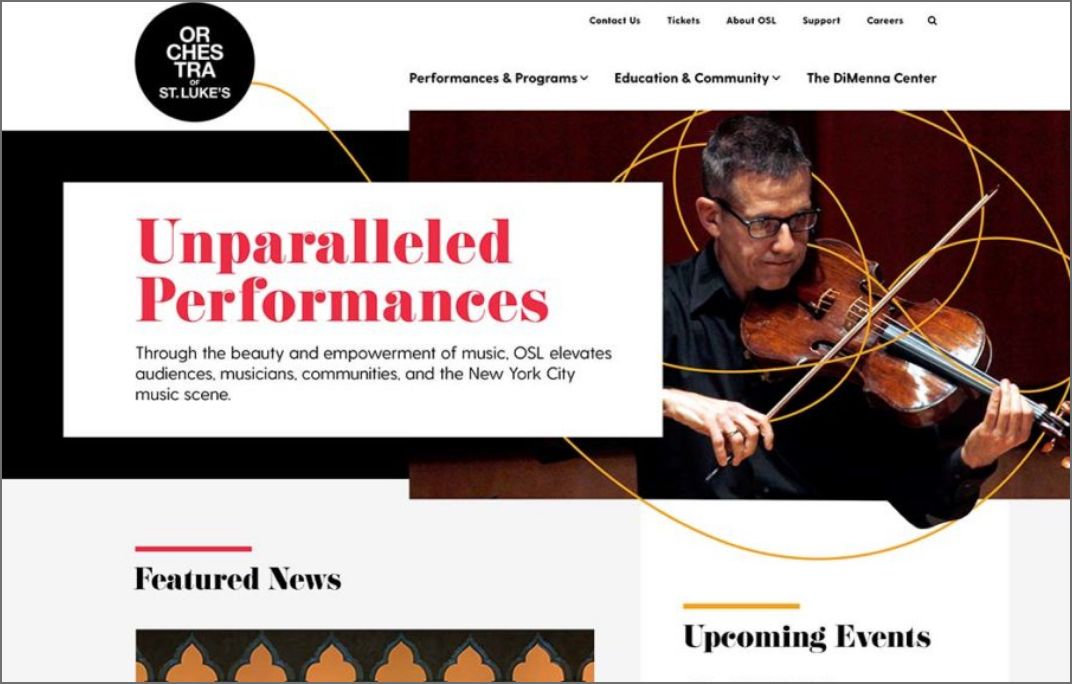 OR
CHES
TRA
OF
ST. LUKE'S
Contact Us Tickets About OSL Support Careers
Performances & Programs Education & Community The DiMenna Center
Unparalleled
Performances
Through the beauty and empowerment of music, OSL elevates
audiences, musicians, communities, and the New York City
music scene.
Featured News
Upcoming Events